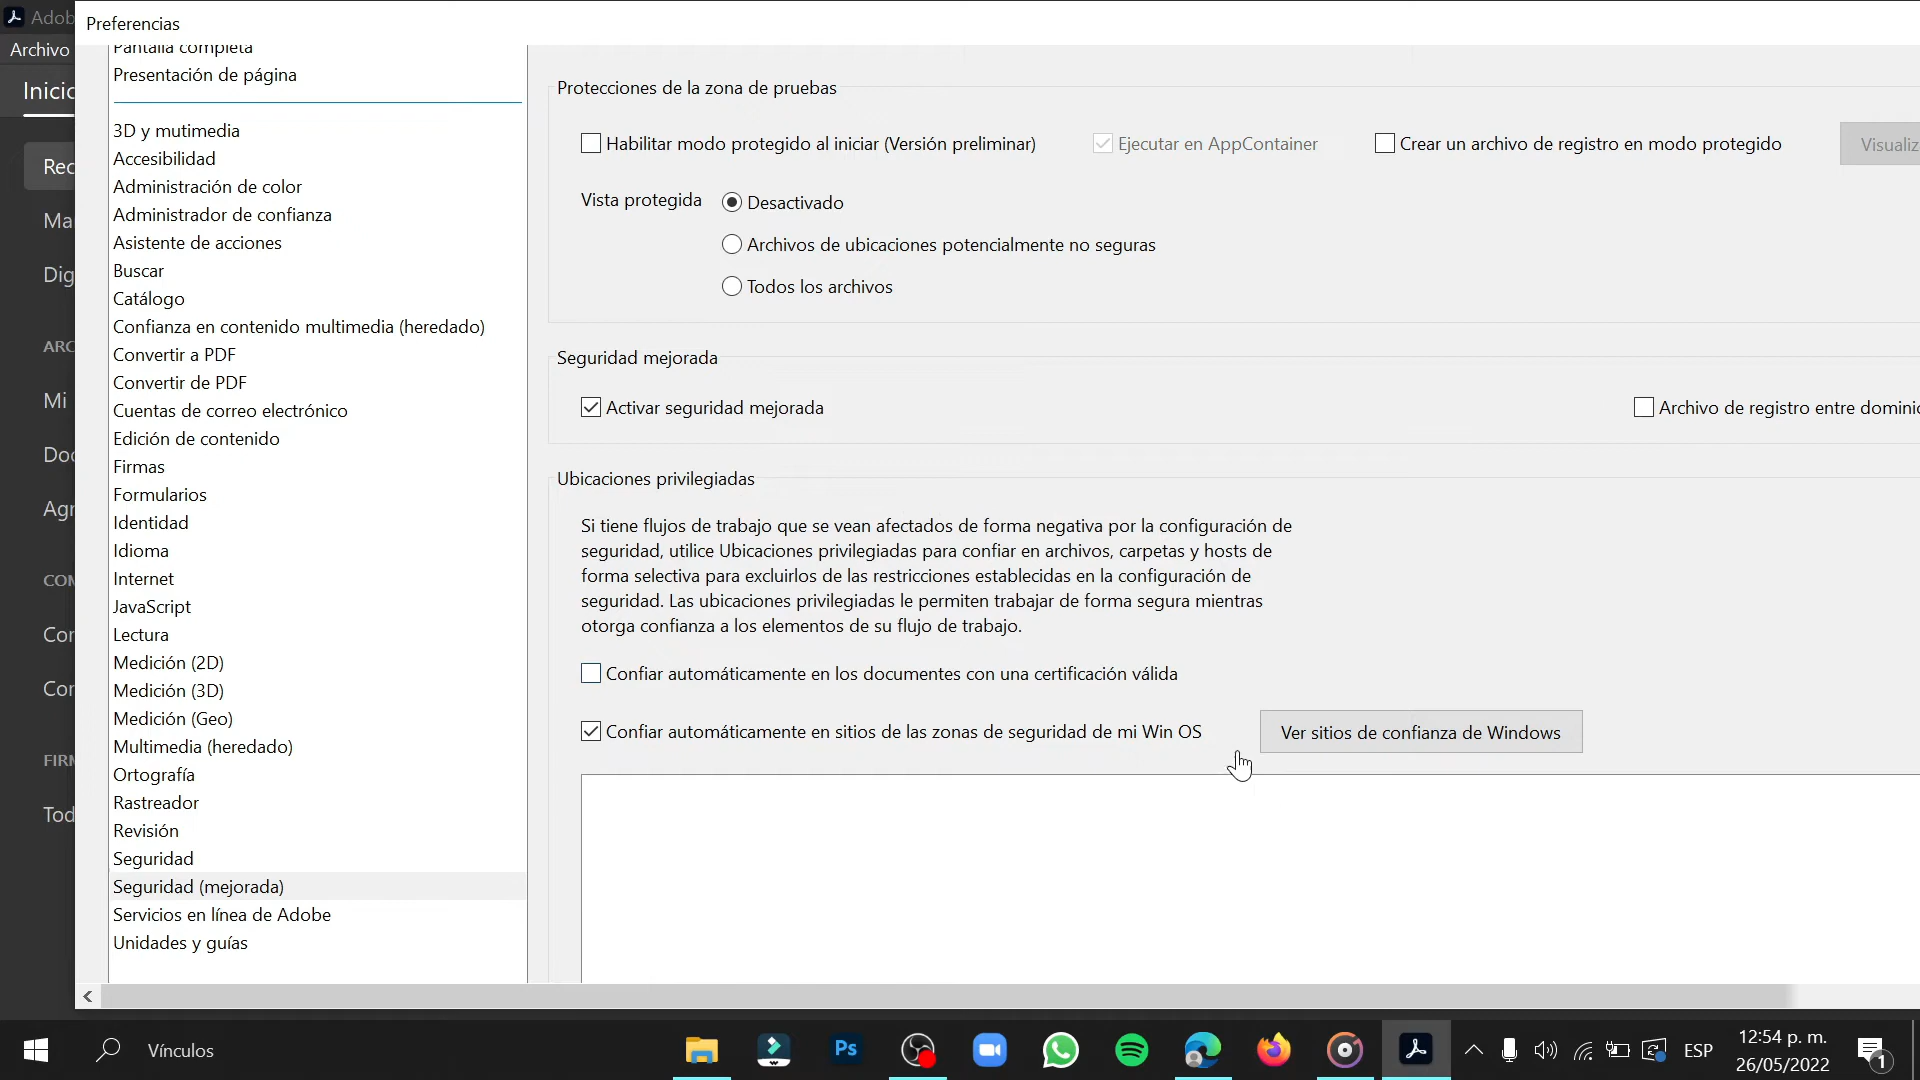 Adob
Preferencias
Archivo
Pantalla completa
Presentación de página
Inicio
3D y mutimedia
Accesibilidad
Administración de color
Administrador de confianza
Asistente de acciones
Buscar
Catálogo
Confianza en contenido multimedia (heredado)
Convertir a PDF
Convertir de PDF
Cuentas de correo electrónico
Edición de contenido
Firmas
Formularios
Identidad
Idioma
Internet
JavaScript
Lectura
Medición (2D)
Medición (3D)
Medición (Geo)
Multimedia (heredado)
Ortografía
Rastreador
Revisión
Seguridad
Seguridad (mejorada)
Servicios en línea de Adobe
Unidades y guías
Rec
Ma
Dig
ARC
Mi
Doc
Agr
COM
Cor
Cor
FIRM
Tod
Protecciones de la zona de pruebas
Habilitar modo protegido al iniciar (Versión preliminar)
Ejecutar en AppContainer
Crear un archivo de registro en modo protegido
Visualiz
Vista protegida
Desactivado
Archivos de ubicaciones potencialmente no seguras
Todos los archivos
Seguridad mejorada
Activar seguridad mejorada
Archivo de registro entre dominio
Ubicaciones privilegiadas
Si tiene flujos de trabajo que se vean afectados de forma negativa por la configuración de
seguridad, utilice Ubicaciones privilegiadas para confiar en archivos, carpetas y hosts de
forma selectiva para excluirlos de las restricciones establecidas en la configuración de
seguridad. Las ubicaciones privilegiadas le permiten trabajar de forma segura mientras
otorga confianza a los elementos de su flujo de trabajo.
Confiar automáticamente en los documentes con una certificación válida
Confiar automáticamente en sitios de las zonas de seguridad de mi Win OS
Ver sitios de confianza de Windows
Vínculos
Ps
ESP
12:54 p. m.
26/05/2022
1